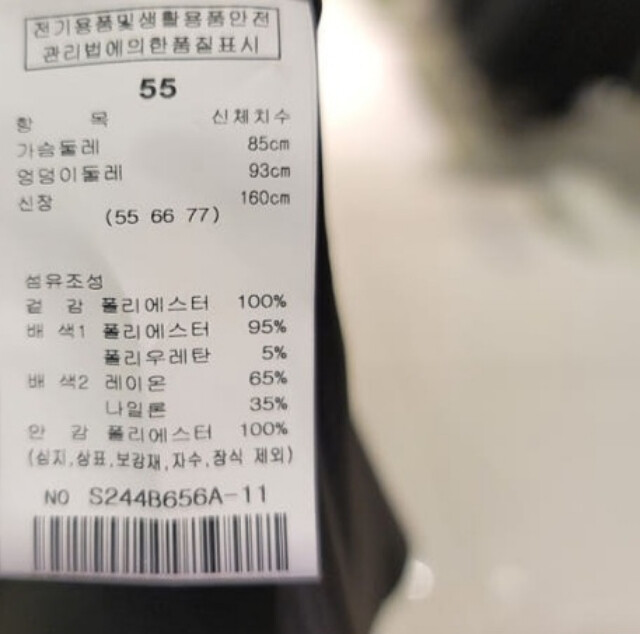 전기용품및생활용품안전
관리법에의한품질표시
55
항 목 신체치수
가슴둘레 85cm
엉덩이둘레 93cm
신장 160cm
(55 66 77)
섬유조성
겉 감 폴리에스터 100%
배 색1 폴리에스터 95%
폴리우레탄 5%
배 색2 레이온 65%
나일론 35%
안 감 폴리에스터 100%
(심지,상표,보강재,자수,장식 제외)
NO S244B656A-11